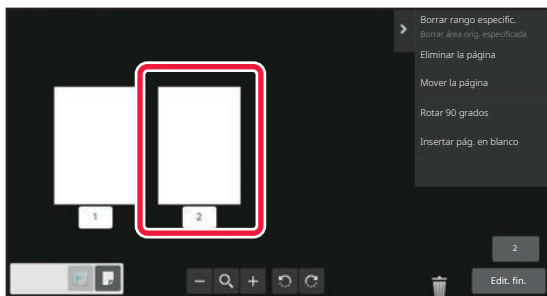 Borrar rango especific.
Borrar área orig. especificada
Eliminar la página
Mover la página
Rotar 90 grados
Insertar pág. en blanco
1
2
2
Edit. fin.